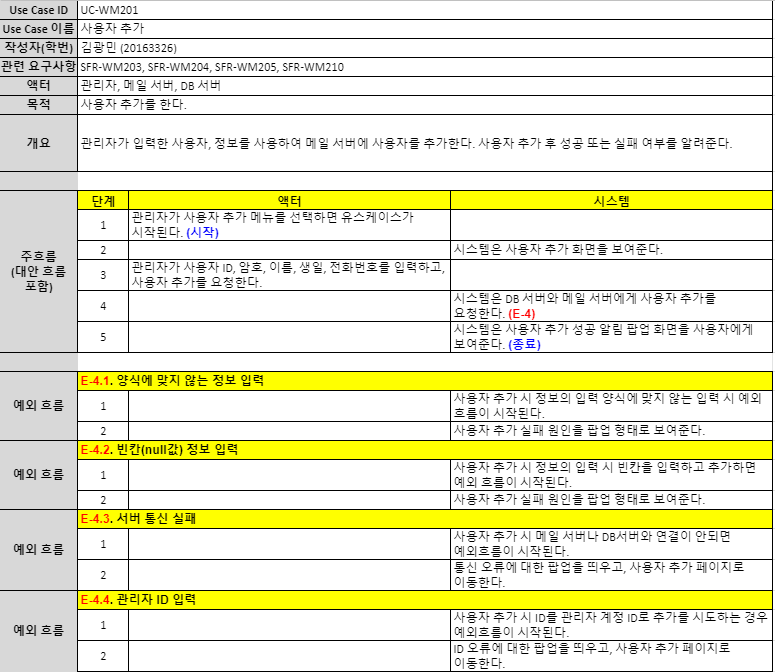 Use Case ID UC-WM201
Use Case 이름 사용자 추가
작성자(학번) 김광민 (20163326)
관련 요구사항 SFR-WM203, SFR-WM204, SFR-WM205, SFR-WM210
액터 관리자, 메일 서버, DB 서버
목적 사용자 추가를 한다.
개요 관리자가 입력한 사용자, 정보를 사용하여 메일 서버에 사용자를 추가한다. 사용자 추가 후 성공 또는 실패 여부를 알려준다.
주흐름
(대안 흐름
포함)
단계 액터 시스템
1 관리자가 사용자 추가 메뉴를 선택하면 유스케이스가
시작된다. (시작)
2 시스템은 사용자 추가 화면을 보여준다.
3 관리자가 사용자 ID, 암호, 이름, 생일, 전화번호를 입력하고,
사용자 추가를 요청한다.
4 시스템은 DB 서버와 메일 서버에게 사용자 추가를
요청한다. (E-4)
5 시스템은 사용자 추가 성공 알림 팝업 화면을 사용자에게
보여준다. (종료)
예외 흐름
E-4.1. 양식에 맞지 않는 정보 입력
1 사용자 추가 시 정보의 입력 양식에 맞지 않는 입력 시 예외
흐름이 시작된다.
2 사용자 추가 실패 원인을 팝업 형태로 보여준다.
예외 흐름
E-4.2. 빈칸(null값) 정보 입력
1 사용자 추가 시 정보의 입력 시 빈칸을 입력하고 추가하면
예외 흐름이 시작된다.
2 사용자 추가 실패 원인을 팝업 형태로 보여준다.
예외 흐름
E-4.3. 서버 통신 실패
1 사용자 추가 시 메일 서버나 DB서버와 연결이 안되면
예외흐름이 시작된다.
2 통신 오류에 대한 팝업을 띄우고, 사용자 추가 페이지로
이동한다.
예외 흐름
E-4.4. 관리자 ID 입력
1 사용자 추가 시 ID를 관리자 계정 ID로 추가를 시도하는 경우
예외흐름이 시작된다.
2 ID 오류에 대한 팝업을 띄우고, 사용자 추가 페이지로
이동한다.